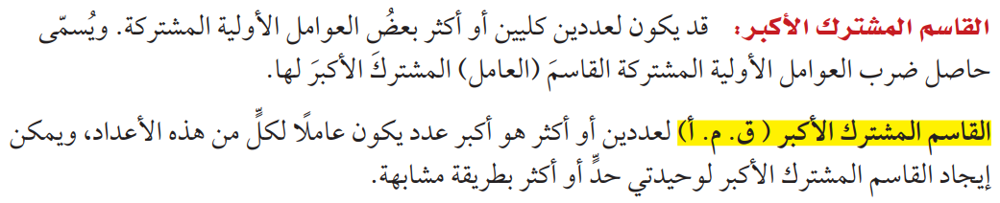 القاسم المشترك الأكبر: قد يكون لعددين كليين أو أكثر بعضُ العوامل الأولية المشتركة. ويُسمّى
حاصل ضرب العوامل الأولية المشتركة القاسمَ (العامل) المشتركَ الأكبرَ لها.
القاسم المشترك الأكبر ( ق. م. أ) لعددين أو أكثر هو أكبر عدد يكون عاملًا لكلٍّ من هذه الأعداد، ويمكن
إيجاد القاسم المشترك الأكبر لوحيدتي حدٍّ أو أكثر بطريقة مشابهة.